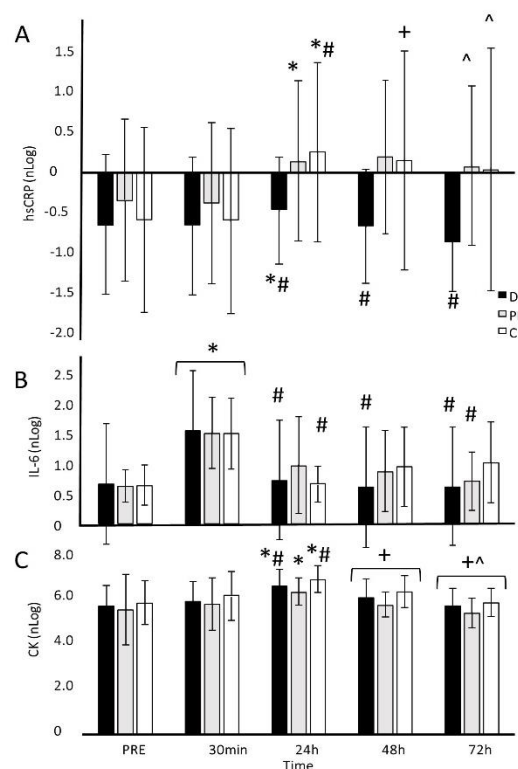 A
1.5
1.0
0.5
0
-0.5
-1.0
-1.5
-2.0
hsCRP (nLog)
*
*#
+
^
^
*#
#
#
D
P
C
B
2.5
2.0
1.5
1.0
0.5
0.0
IL-6 (nLog)
*
#
#
#
#
#
C
8.0
6.0
4.0
2.0
0
CK (nLog)
*#
*
*#
+
+^
PRE
30min
24h
48h
72h
Time